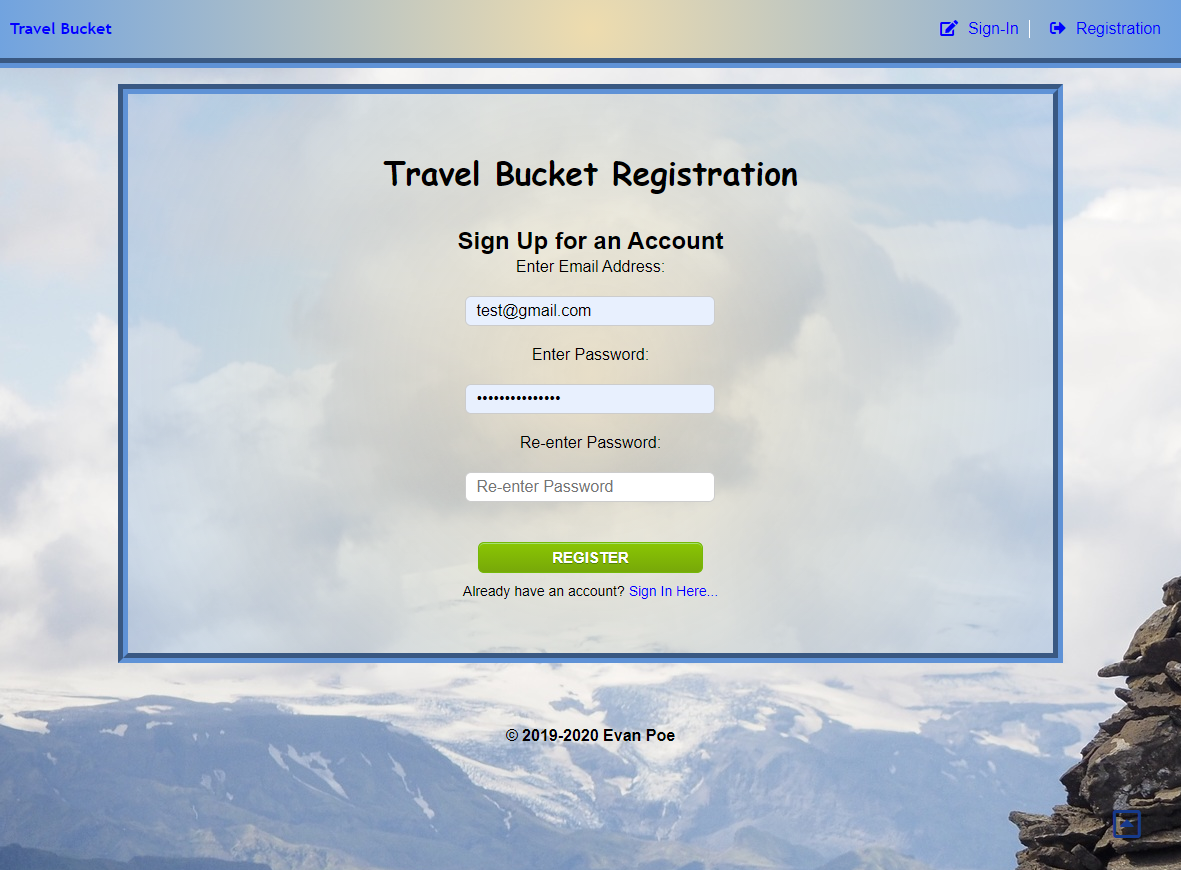 Travel Bucket
Sign-In
Registration
Travel Bucket Registration
Sign Up for an Account
Enter Email Address:
test@gmail.com
Enter Password:
•••••••••••••••
Re-enter Password:
Re-enter Password
REGISTER
Already have an account? Sign In Here...
© 2019-2020 Evan Poe